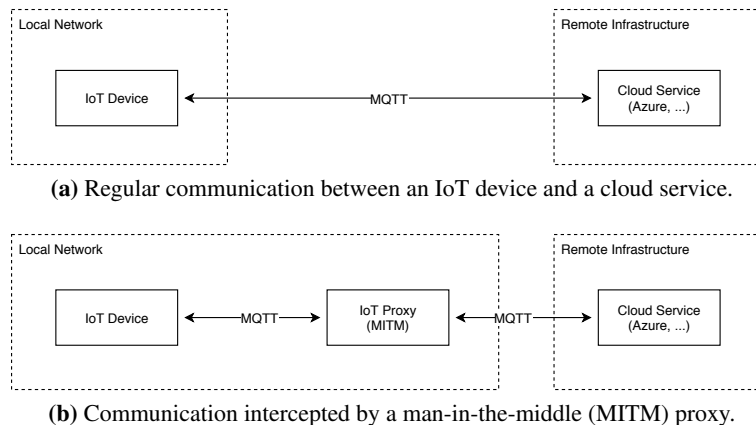 Local Network
Remote Infrastructure
IoT Device
MQTT
Cloud Service
(Azure, ...)
(a) Regular communication between an IoT device and a cloud service.
Local Network
Remote Infrastructure
IoT Device
MQTT
IoT Proxy
(MITM)
MQTT
Cloud Service
(Azure, ...)
(b) Communication intercepted by a man-in-the-middle (MITM) proxy.